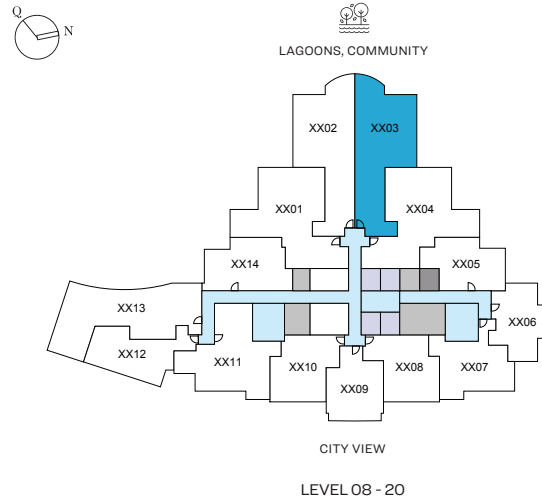 Q
N
LAGOONS, COMMUNITY
XX02
XX03
XX01
XX04
XX14
XX05
XX13
XX06
XX12
XX11
XX10
XX09
XX08
XX07
CITY VIEW
LEVEL 08 - 20